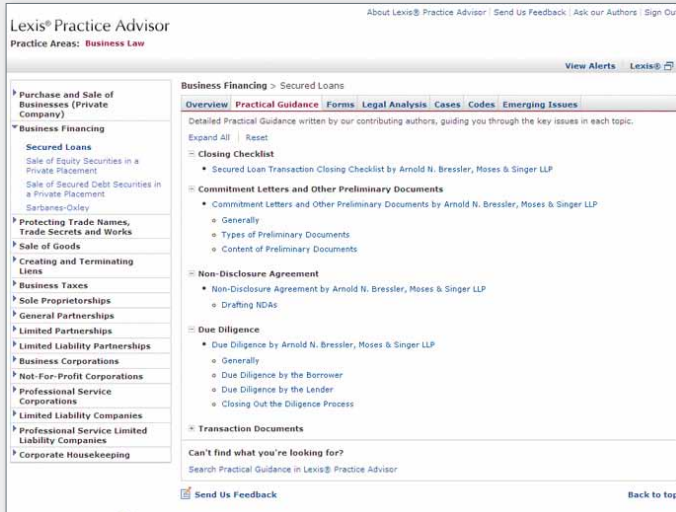 About Lexis® Practice Advisor | Send Us Feedback | Ask our Authors | Sign Out
Lexis® Practice Advisor
Practice Areas: Business Law
View Alerts Lexis®
Purchase and Sale of
Businesses (Private
Company)
Business Financing
Secured Loans
Sale of Equity Securities in a
Private Placement
Sale of Secured Debt Securities in
a Private Placement
Sarbanes-Oxley
Protecting Trade Names,
Trade Secrets and Works
Sale of Goods
Creating and Terminating
Liens
Business Taxes
Sole Proprietorships
General Partnerships
Limited Partnerships
Limited Liability Partnerships
Business Corporations
Not-For-Profit Corporations
Professional Service
Corporations
Limited Liability Companies
Professional Service Limited
Liability Companies
Corporate Housekeeping
Business Financing > Secured Loans
Overview Practical Guidance Forms Legal Analysis Cases Codes Emerging Issues
Detailed Practical Guidance written by our contributing authors, guiding you through the key issues in each topic.
Expand All | Reset
Closing Checklist
Secured Loan Transaction Closing Checklist by Arnold N. Bressler, Moses & Singer LLP
Commitment Letters and Other Preliminary Documents
Commitment Letters and Other Preliminary Documents by Arnold N. Bressler, Moses & Singer LLP
Generally
Types of Preliminary Documents
Content of Preliminary Documents
Non-Disclosure Agreement
Non-Disclosure Agreement by Arnold N. Bressler, Moses & Singer LLP
Drafting NDAs
Due Diligence
Due Diligence by Arnold N. Bressler, Moses & Singer LLP
Generally
Due Diligence by the Borrower
Due Diligence by the Lender
Closing Out the Diligence Process
Transaction Documents
Can't find what you're looking for?
Search Practical Guidance in Lexis® Practice Advisor
Send Us Feedback Back to top